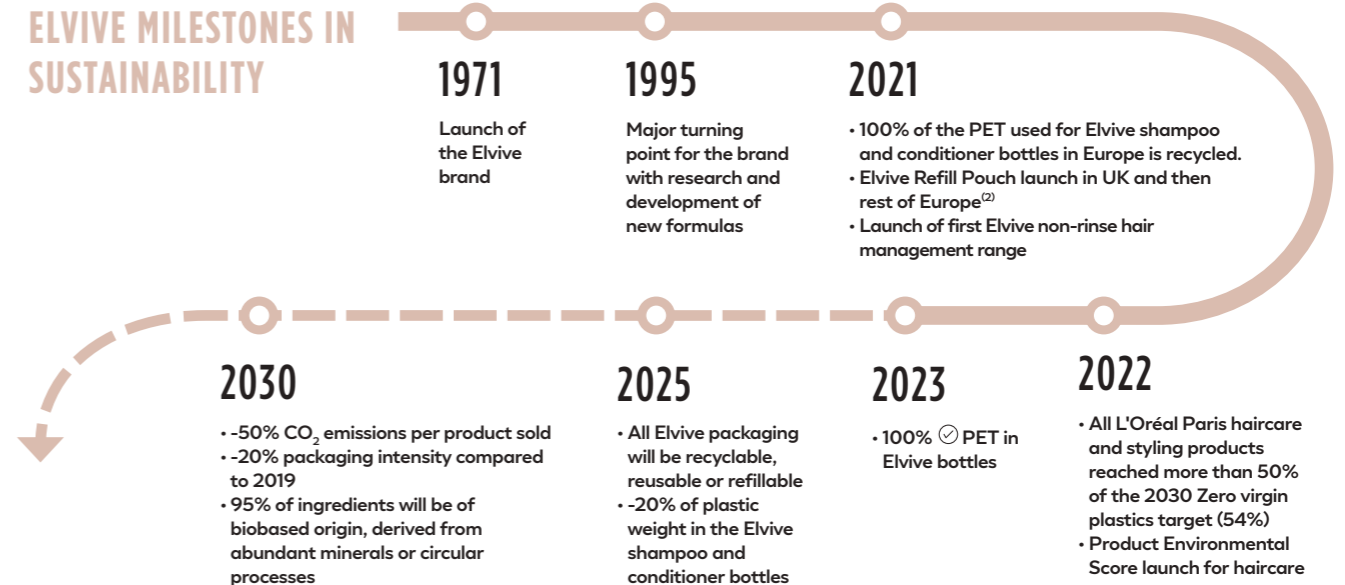 ELVIVE MILESTONES IN
SUSTAINABILITY
1971
Launch of
the Elvive
brand
1995
Major turning
point for the brand
with research and
development of
new formulas
2021
• 100% of the PET used for Elvive shampoo
and conditioner bottles in Europe is recycled.
• Elvive Refill Pouch launch in UK and then
rest of Europe(2)
• Launch of first Elvive non-rinse hair
management range
2022
• All L'Oréal Paris haircare
and styling products
reached more than 50%
of the 2030 Zero virgin
plastics target (54%)
• Product Environmental
Score launch for haircare
2023
• 100% ✓ PET in
Elvive bottles
2025
• All Elvive packaging
will be recyclable,
reusable or refillable
• -20% of plastic
weight in the Elvive
shampoo and
conditioner bottles
2030
• -50% CO2 emissions per product sold
• -20% packaging intensity compared
to 2019
• 95% of ingredients will be of
biobased origin, derived from
abundant minerals or circular
processes